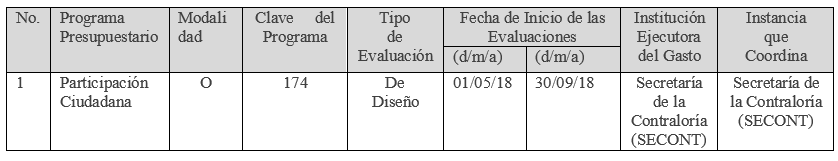 No. Programa Modali Clave del Tipo Fecha de Inicio de las Institución Instancia
Presupuestario dad Programa de Evaluaciones Ejecutora que
Evaluación (d/m/a) (d/m/a) del Gasto Coordina
1 Participación O 174 De 01/05/18 30/09/18 Secretaría Secretaría de
Ciudadana Diseño de la la Contraloría
Contraloría (SECONT)
(SECONT)